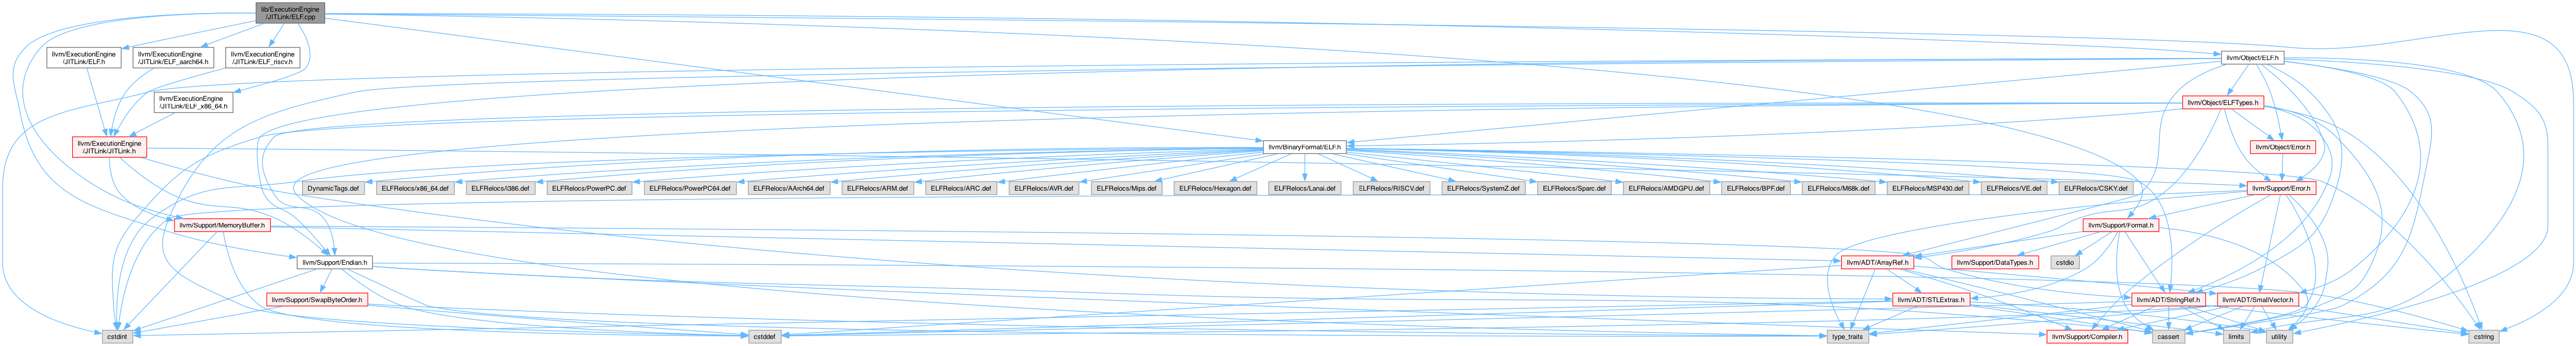 lib/ExecutionEngine
/JITLink/ELF.cpp
llvm/ExecutionEngine
/JITLink/ELF.h
llvm/ExecutionEngine
/JITLink/ELF_aarch64.h
llvm/ExecutionEngine
/JITLink/ELF_riscv.h
llvm/Object/ELF.h
llvm/ExecutionEngine
/JITLink/ELF_x86_64.h
llvm/Object/ELFTypes.h
llvm/ExecutionEngine
/JITLink/JITLink.h
llvm/BinaryFormat/ELF.h
llvm/Object/Error.h
DynamicTags.def
ELFRelocs/x86_64.def
ELFRelocs/i386.def
ELFRelocs/PowerPC.def
ELFRelocs/PowerPC64.def
ELFRelocs/AArch64.def
ELFRelocs/ARM.def
ELFRelocs/ARC.def
ELFRelocs/AVR.def
ELFRelocs/Mips.def
ELFRelocs/Hexagon.def
ELFRelocs/Lanai.def
ELFRelocs/RISCV.def
ELFRelocs/SystemZ.def
ELFRelocs/Sparc.def
ELFRelocs/AMDGPU.def
ELFRelocs/BPF.def
ELFRelocs/M68k.def
ELFRelocs/MSP430.def
ELFRelocs/VE.def
ELFRelocs/CSKY.def
llvm/Support/Error.h
llvm/Support/MemoryBuffer.h
llvm/Support/Format.h
llvm/Support/Endian.h
llvm/ADT/ArrayRef.h
llvm/Support/DataTypes.h
cstdio
llvm/Support/SwapByteOrder.h
llvm/ADT/STLExtras.h
llvm/ADT/StringRef.h
llvm/ADT/SmallVector.h
cstdint
cstddef
type_traits
llvm/Support/Compiler.h
cassert
limits
utility
cstring